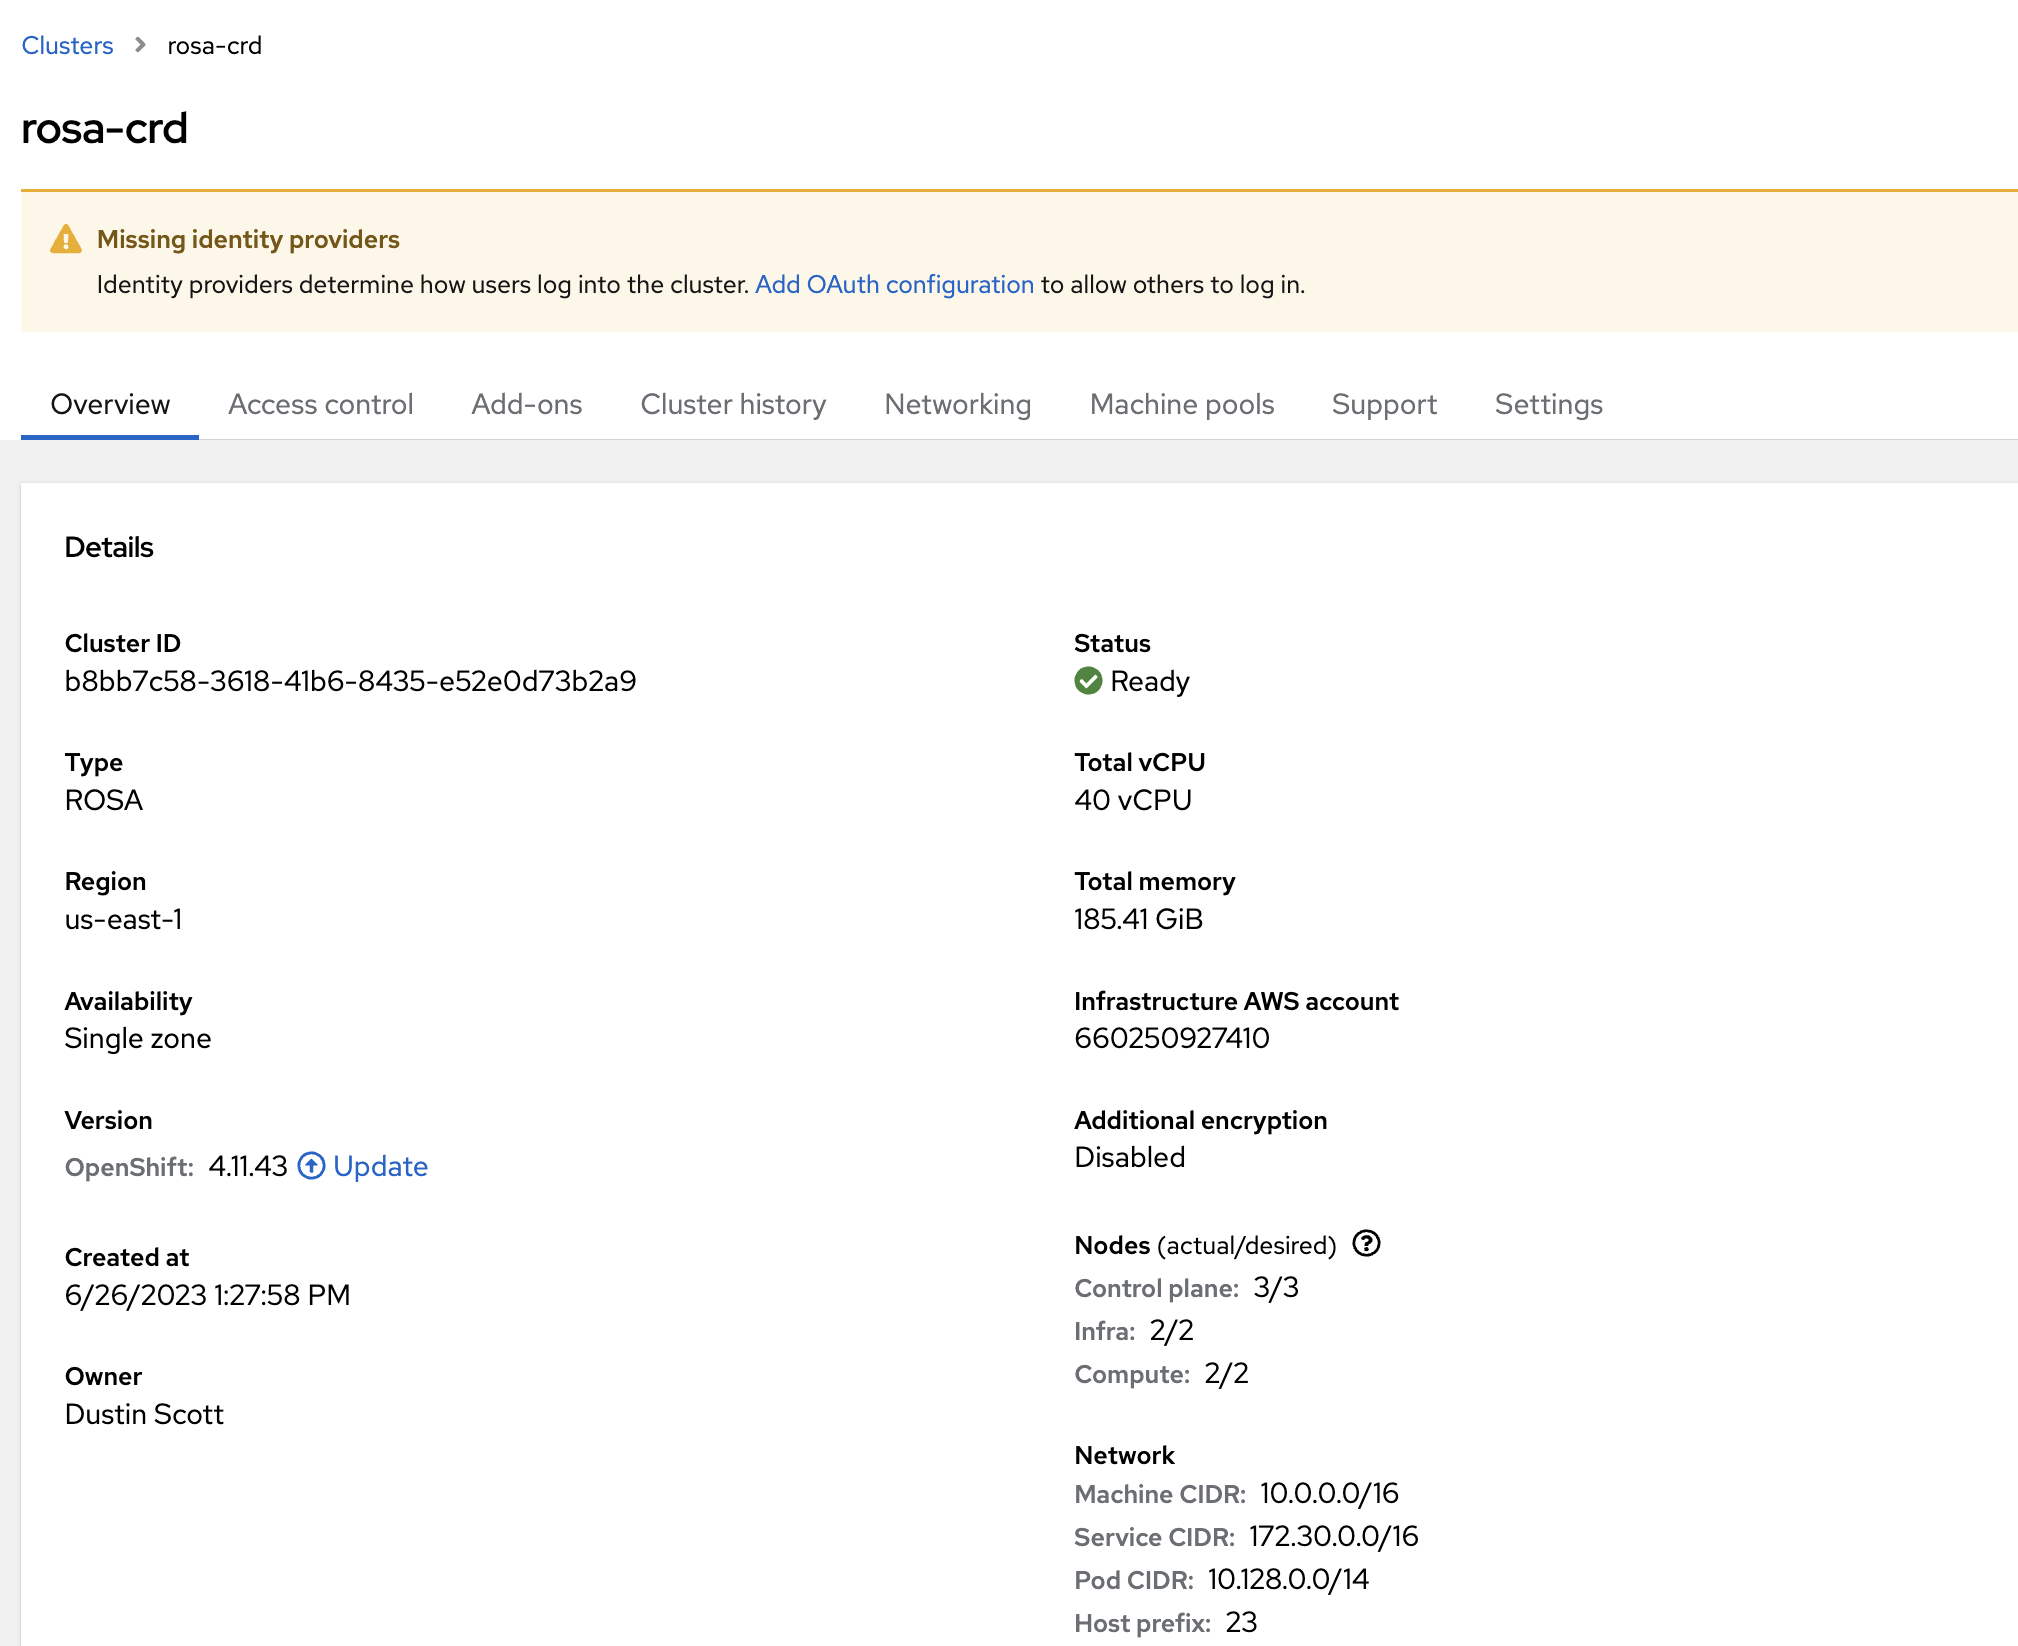 Clusters > rosa-crd
rosa-crd
Missing identity providers
Identity providers determine how users log into the cluster. Add OAuth configuration to allow others to log in.
Overview Access control Add-ons Cluster history Networking Machine pools Support Settings
Details
Cluster ID
b8bb7c58-3618-41b6-8435-e52e0d73b2a9
Type
ROSA
Region
us-east-1
Availability
Single zone
Version
OpenShift: 4.11.43 Update
Created at
6/26/2023 1:27:58 PM
Owner
Dustin Scott
Status
Ready
Total vCPU
40 vCPU
Total memory
185.41 GiB
Infrastructure AWS account
660250927410
Additional encryption
Disabled
Nodes (actual/desired)
Control plane: 3/3
Infra: 2/2
Compute: 2/2
Network
Machine CIDR: 10.0.0.0/16
Service CIDR: 172.30.0.0/16
Pod CIDR: 10.128.0.0/14
Host prefix: 23